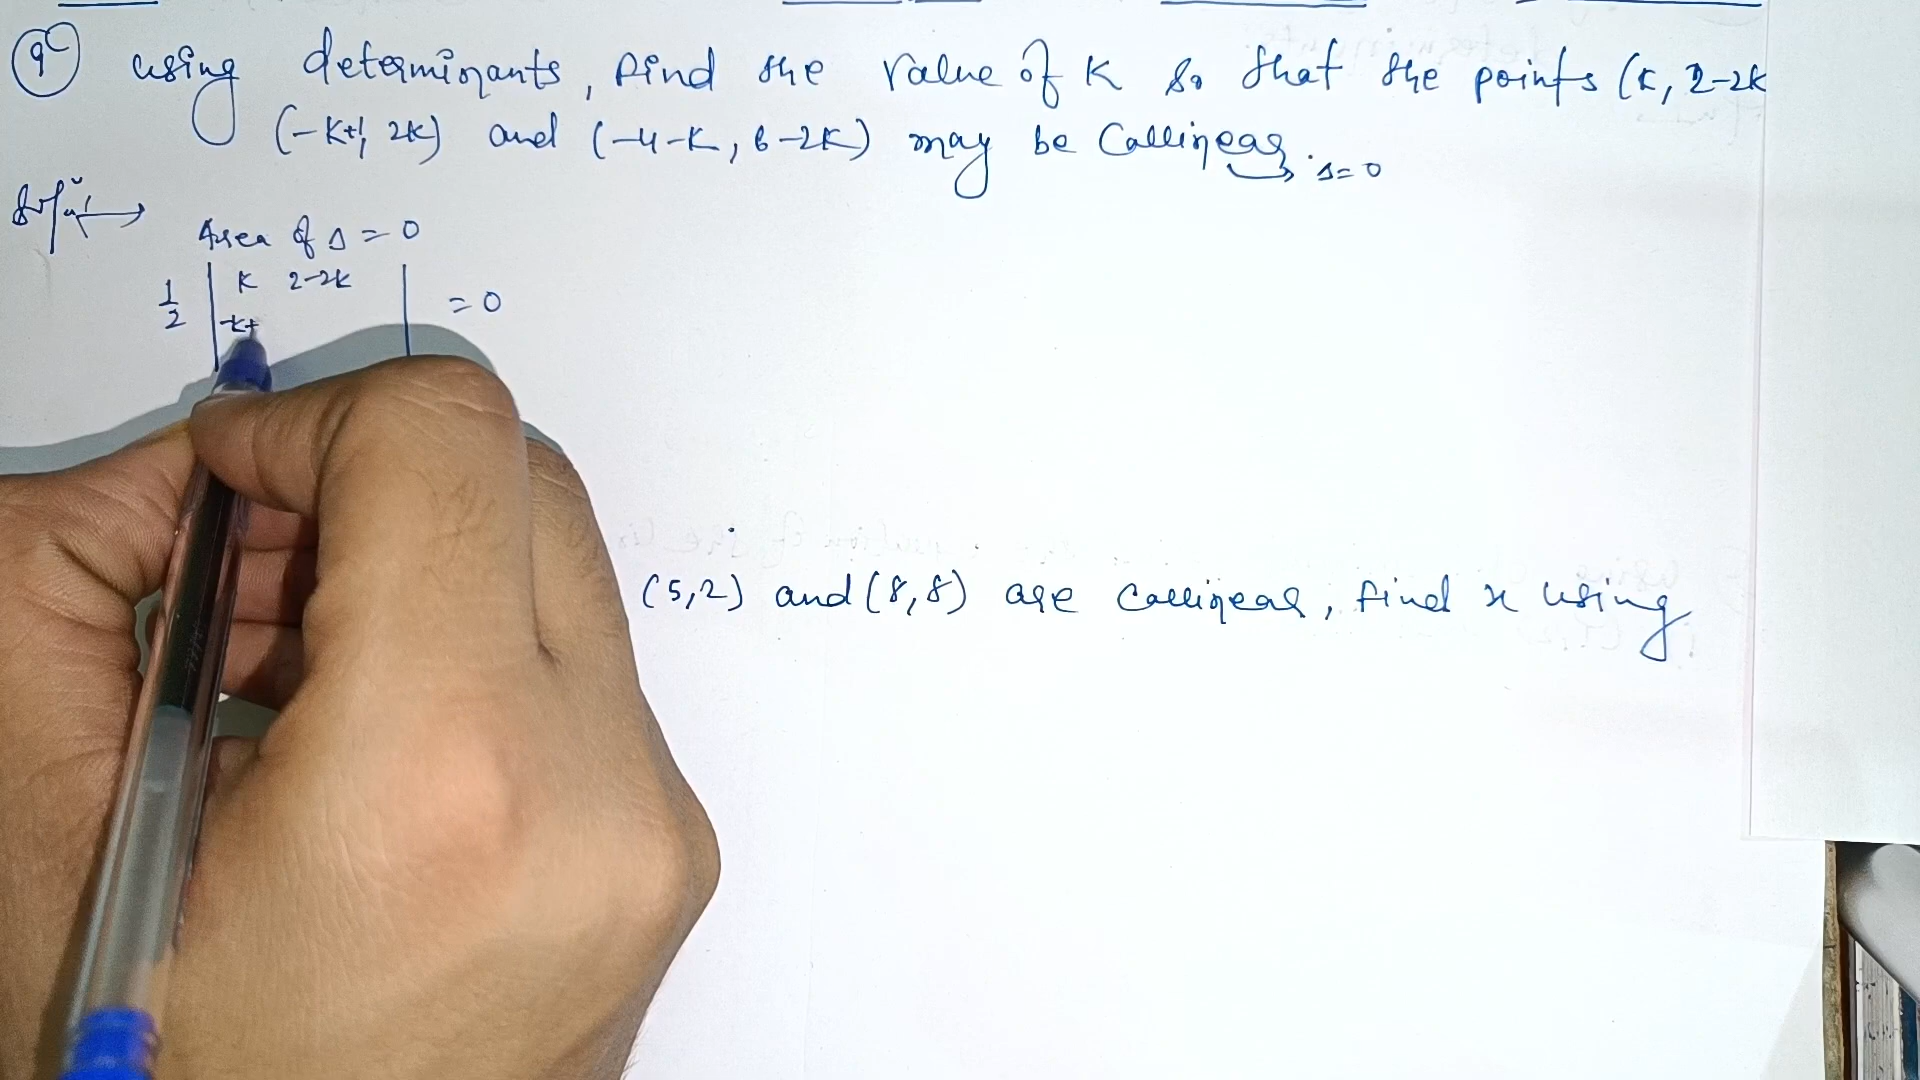 9
using determinants, find the value of K so that the points (K, 2-2K
(-K+1, 2K) and (-4-K, 6-2K) may be Collinear. Δ=0
Area of Δ = 0
1/2 | K 2-2K | = 0
-K+
(5,2) and (8,8) are collinear, find x using